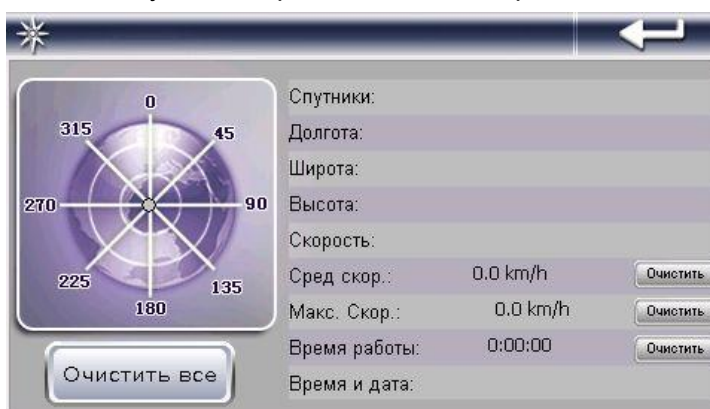 0
315
45
270
90
225
135
180
Очистить все
Спутники:
Долгота:
Широта:
Высота:
Скорость:
Сред скор.: 0.0 km/h Очистить
Макс. Скор.: 0.0 km/h Очистить
Время работы: 0:00:00 Очистить
Время и дата: